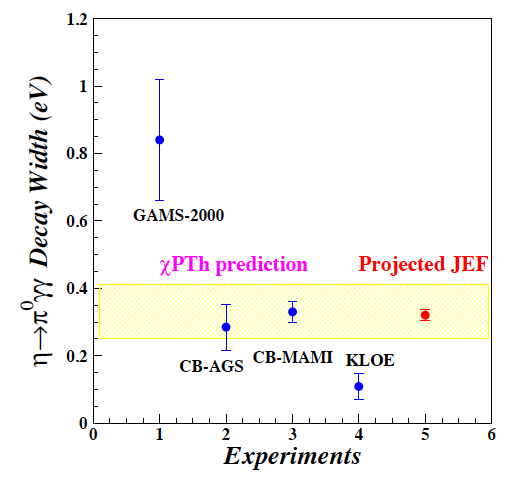 1.2
1
0.8
0.6
0.4
0.2
0
η→π⁰γγ Decay Width (eV)
GAMS-2000
χPTh prediction
Projected JEF
CB-AGS
CB-MAMI
KLOE
0 1 2 3 4 5 6
Experiments